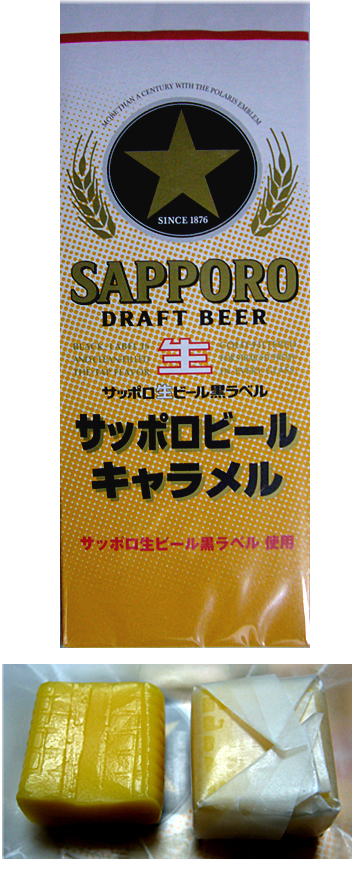 MORE THAN A CENTURY WITH THE POLARIS EMBLEM
SINCE 1876
SAPPORO
DRAFT BEER
生
サッポロ生ビール黒ラベル
サッポロビール
キャラメル
サッポロ生ビール黒ラベル 使用